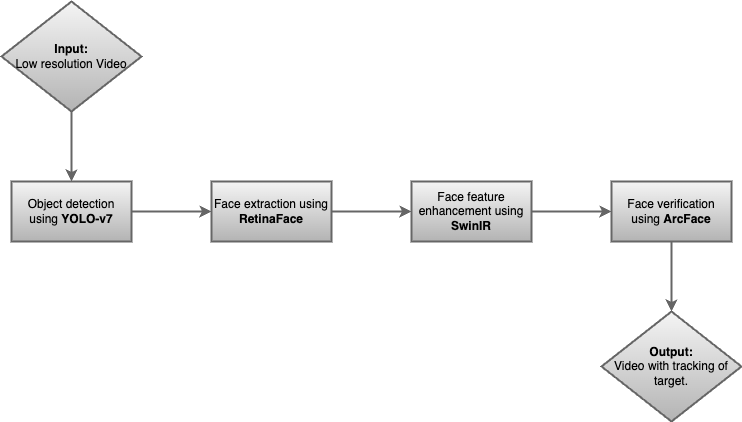 Input:
Low resolution Video
Object detection
using YOLO-v7
Face extraction using
RetinaFace
Face feature
enhancement using
SwinIR
Face verification
using ArcFace
Output:
Video with tracking of
target.